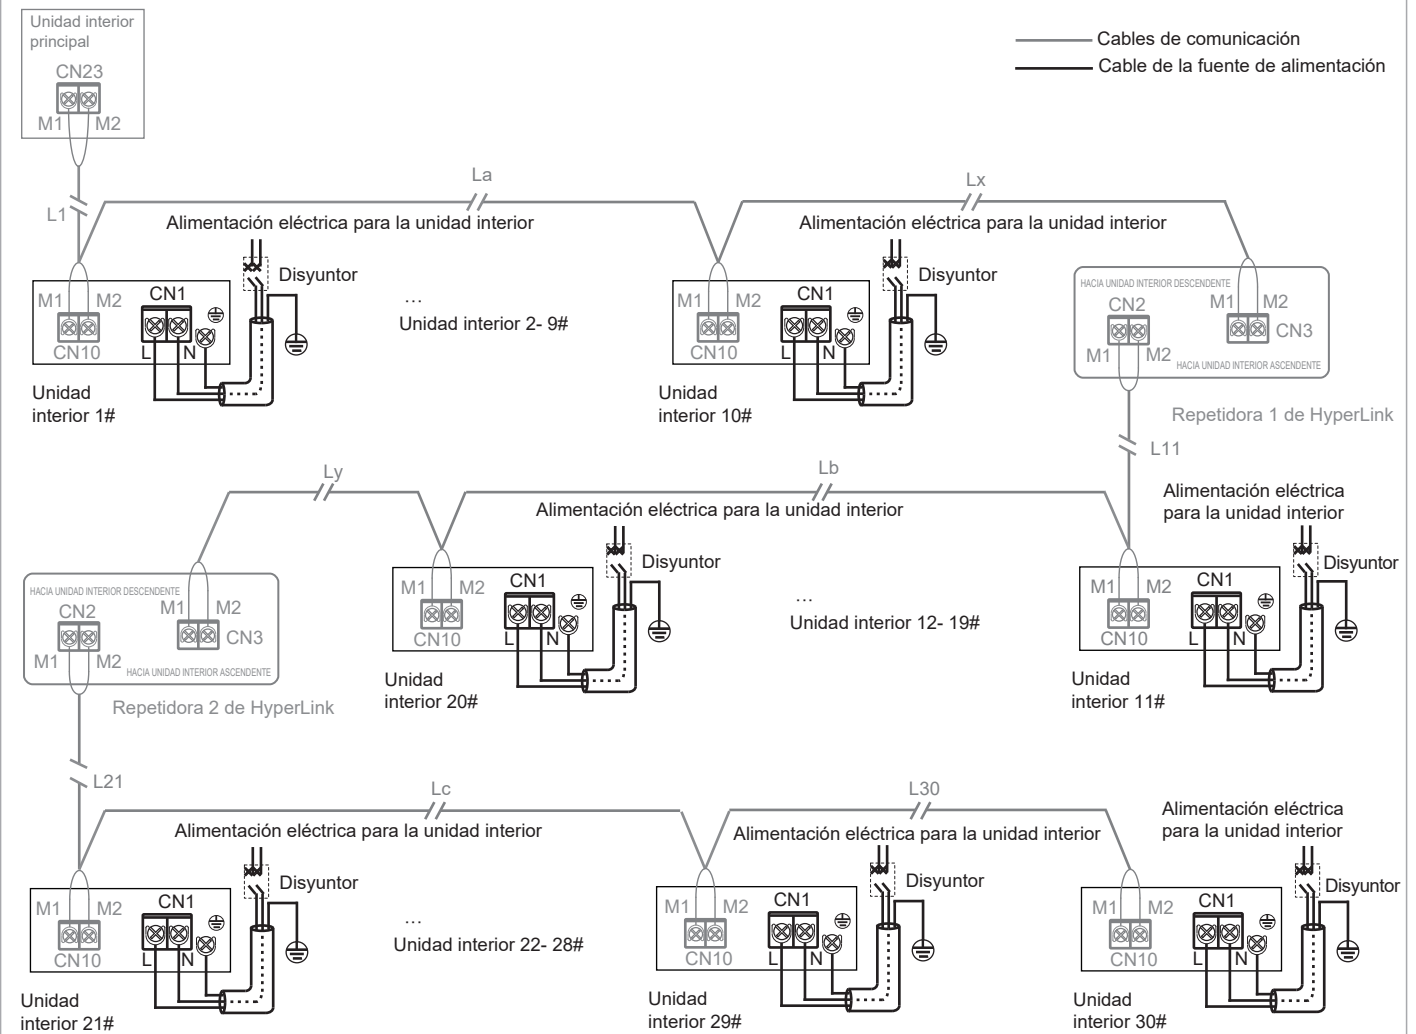 Unidad interior
principal
CN23
M1 M2
Cables de comunicación
Cable de la fuente de alimentación
L1
La
Lx
Alimentación eléctrica para la unidad interior
Disyuntor
M1 M2
CN1
CN10
L N
Unidad
interior 1#
...
Unidad interior 2- 9#
Alimentación eléctrica para la unidad interior
Disyuntor
M1 M2
CN1
CN10
L N
Unidad
interior 10#
HACIA UNIDAD INTERIOR DESCENDENTE
CN2
M1 M2
M1 M2
CN3
HACIA UNIDAD INTERIOR ASCENDENTE
Repetidora 1 de HyperLink
L11
Ly
Lb
Alimentación eléctrica
para la unidad interior
Disyuntor
M1 M2
CN1
CN10
L N
Unidad
interior 11#
...
Unidad interior 12- 19#
Alimentación eléctrica para la unidad interior
Disyuntor
M1 M2
CN1
CN10
L N
Unidad
interior 20#
HACIA UNIDAD INTERIOR DESCENDENTE
CN2
M1 M2
M1 M2
CN3
HACIA UNIDAD INTERIOR ASCENDENTE
Repetidora 2 de HyperLink
L21
Lc
L30
Alimentación eléctrica para la unidad interior
Disyuntor
M1 M2
CN1
CN10
L N
Unidad
interior 21#
...
Unidad interior 22- 28#
Alimentación eléctrica para la unidad interior
Disyuntor
M1 M2
CN1
CN10
L N
Unidad
interior 29#
Alimentación eléctrica
para la unidad interior
Disyuntor
M1 M2
CN1
CN10
L N
Unidad
interior 30#